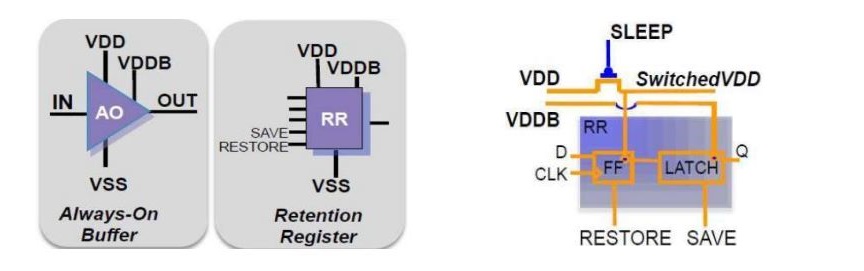 VDD
VDDB
IN
AO
OUT
VSS
Always-On
Buffer
VDD
VDDB
RR
SAVE
RESTORE
VSS
Retention
Register
SLEEP
VDD
SwitchedVDD
VDDB
RR
D
FF
LATCH
Q
CLK
RESTORE
SAVE